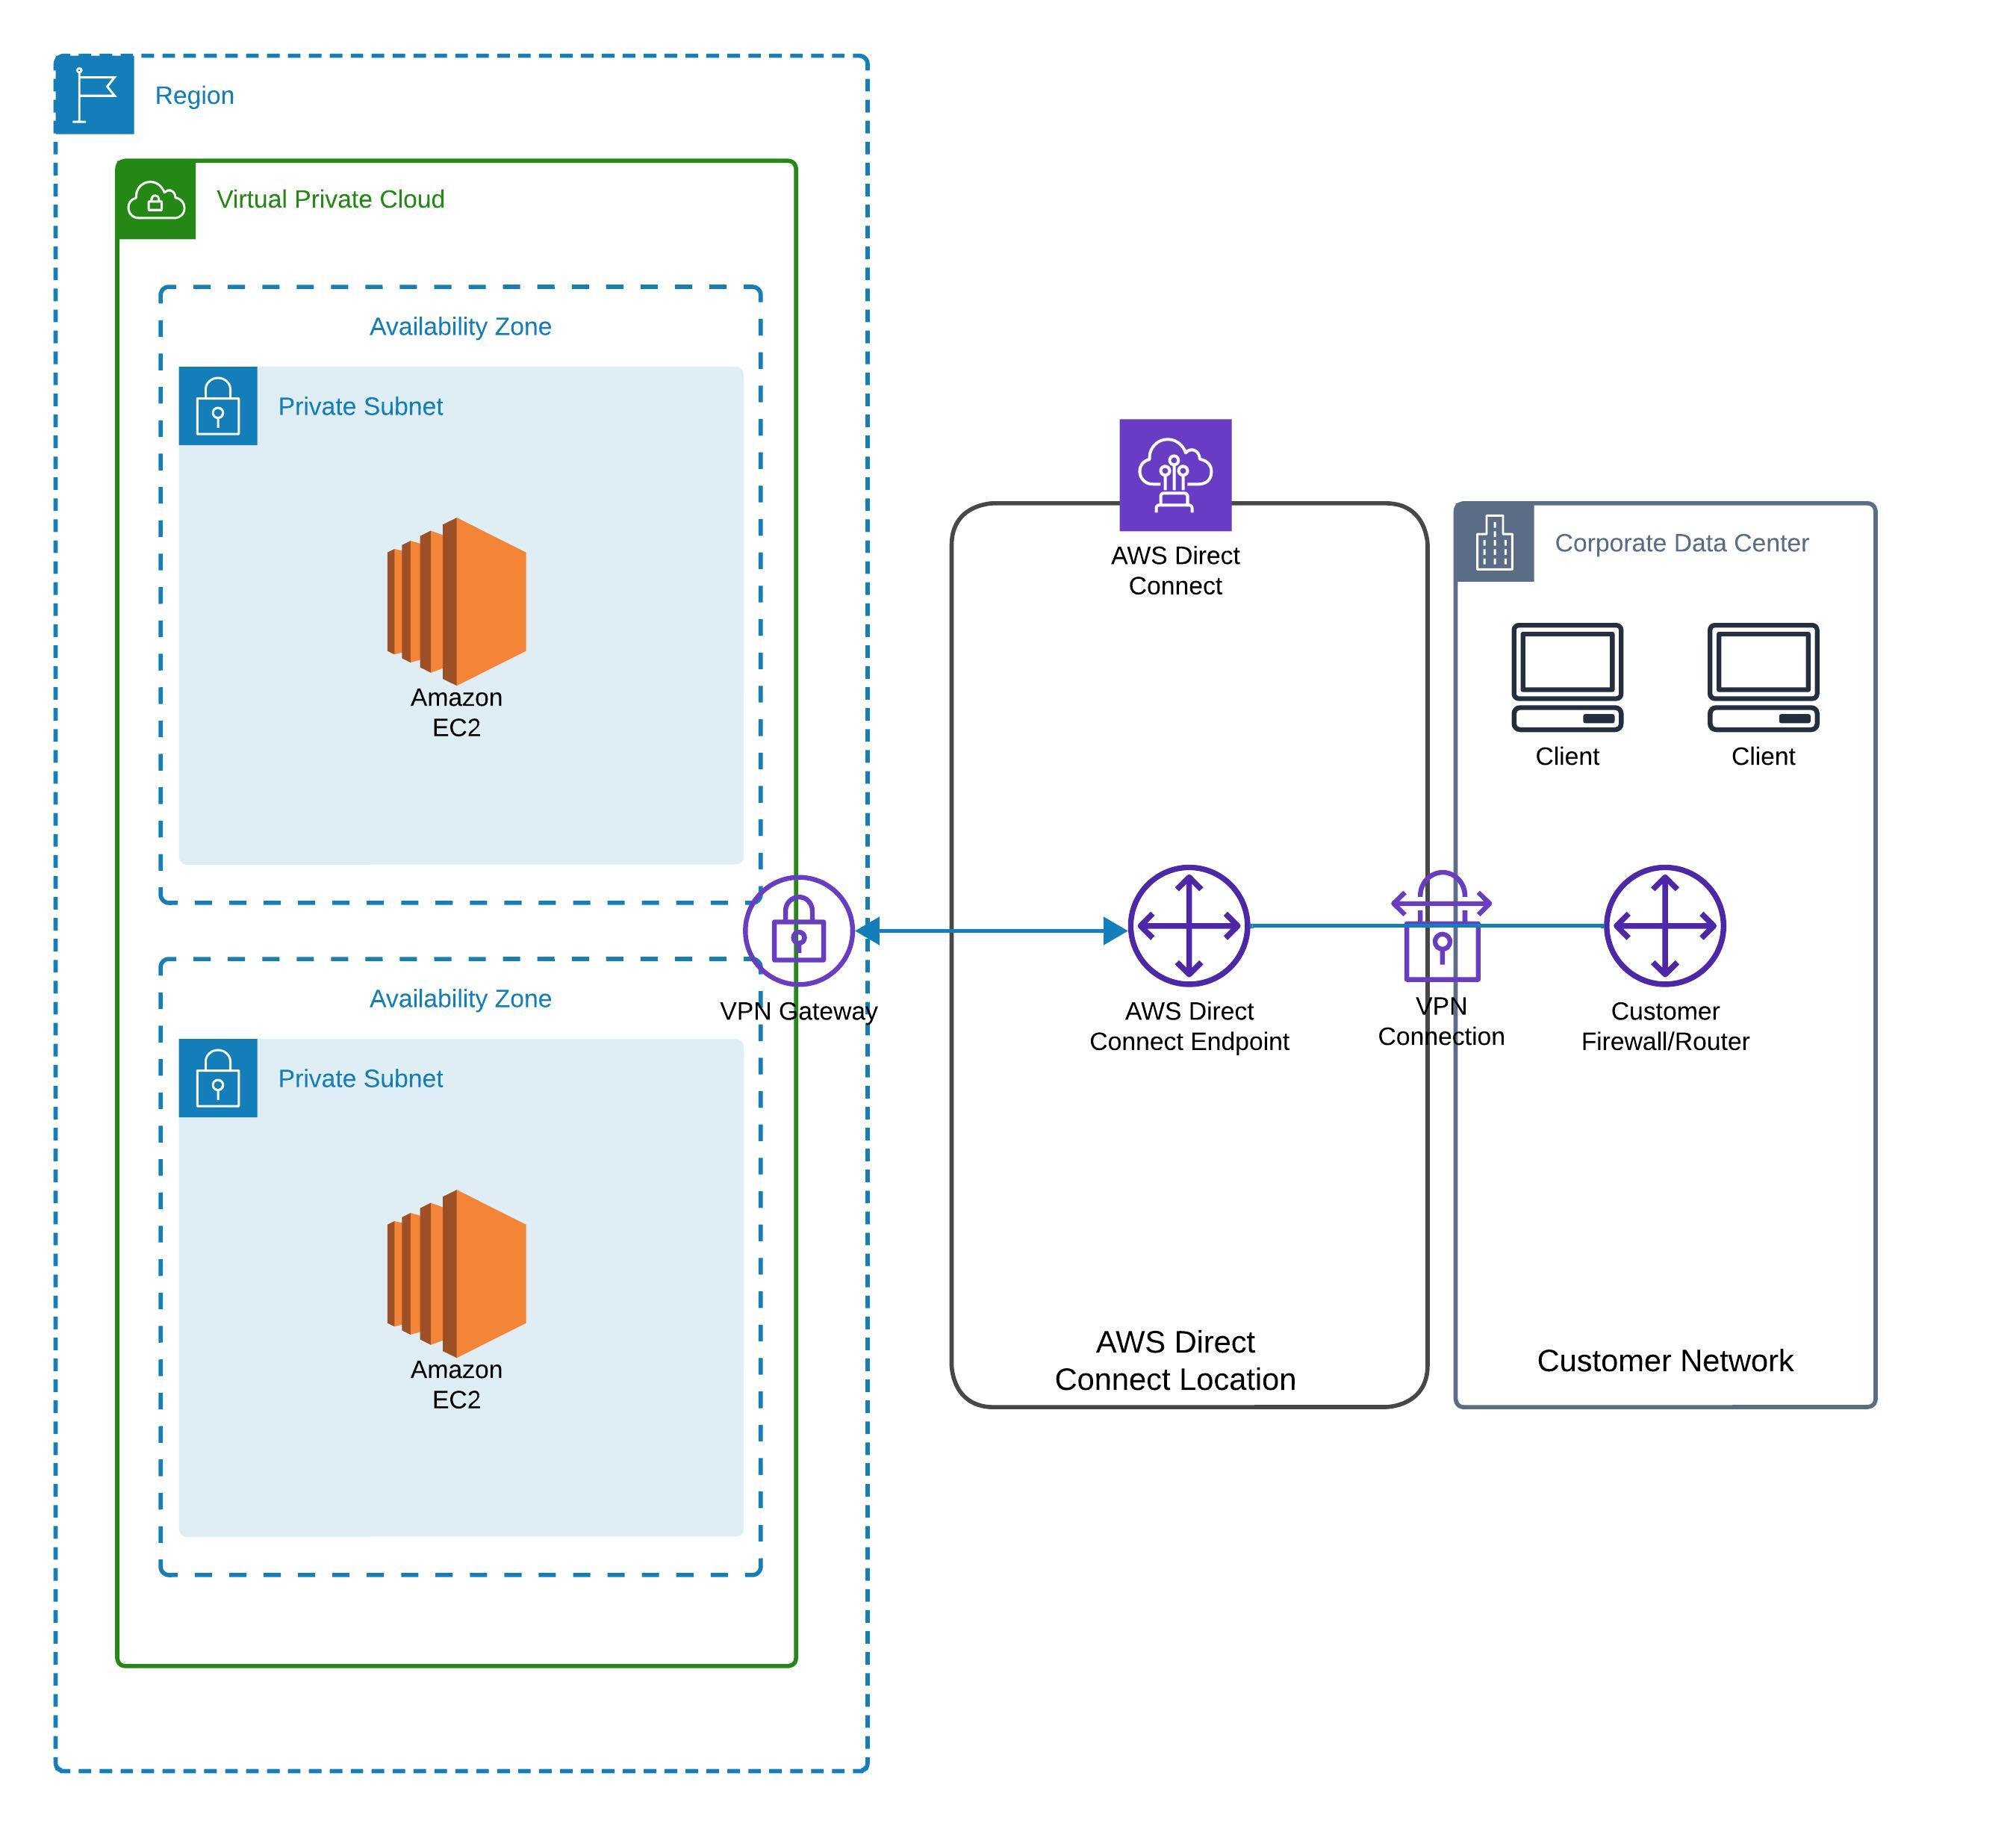 Region
Virtual Private Cloud
Availability Zone
Private Subnet
Amazon
EC2
VPN Gateway
Availability Zone
Private Subnet
Amazon
EC2
AWS Direct
Connect
AWS Direct
Connect Endpoint
VPN
Connection
AWS Direct
Connect Location
Corporate Data Center
Client
Client
Customer
Firewall/Router
Customer Network